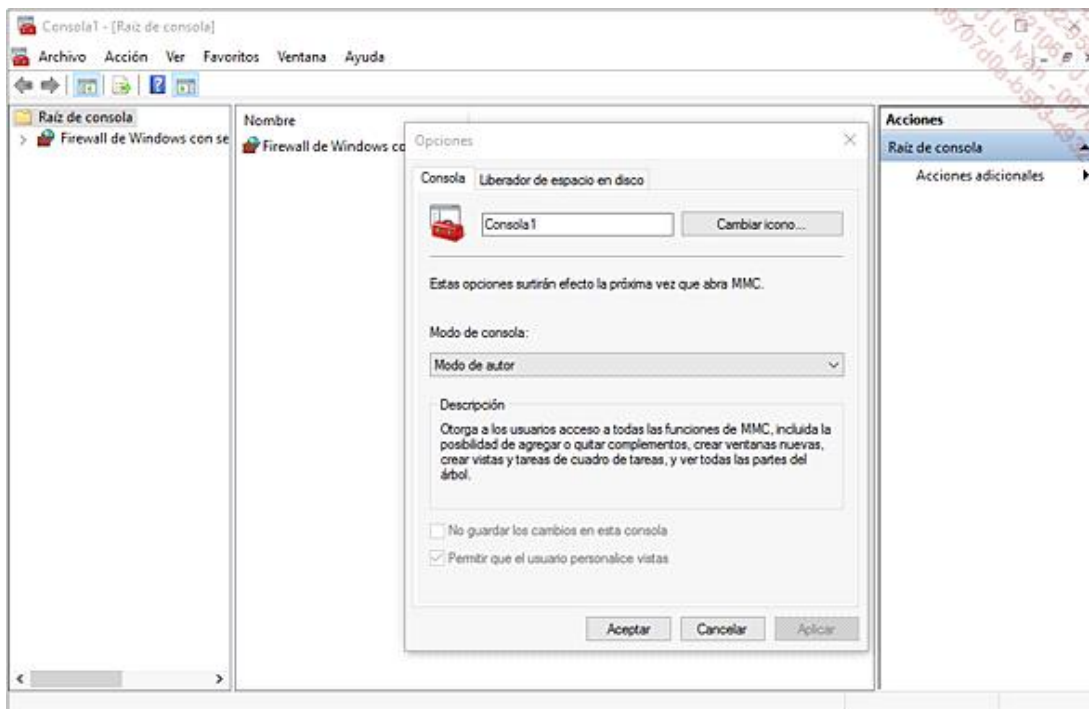 Consola1 - [Raíz de consola]
Archivo Acción Ver Favoritos Ventana Ayuda
Raíz de consola
Firewall de Windows con se
Nombre
Firewall de Windows co
Opciones
Consola
Liberador de espacio en disco
Consola1
Cambiar icono...
Estas opciones surtirán efecto la próxima vez que abra MMC.
Modo de consola:
Modo de autor
Descripción
Otorga a los usuarios acceso a todas las funciones de MMC, incluida la
posibilidad de agregar o quitar complementos, crear ventanas nuevas,
crear vistas y tareas de cuadro de tareas, y ver todas las partes del
árbol.
No guardar los cambios en esta consola
Permitir que el usuario personalice vistas
Aceptar
Cancelar
Aplicar
Acciones
Raíz de consola
Acciones adicionales